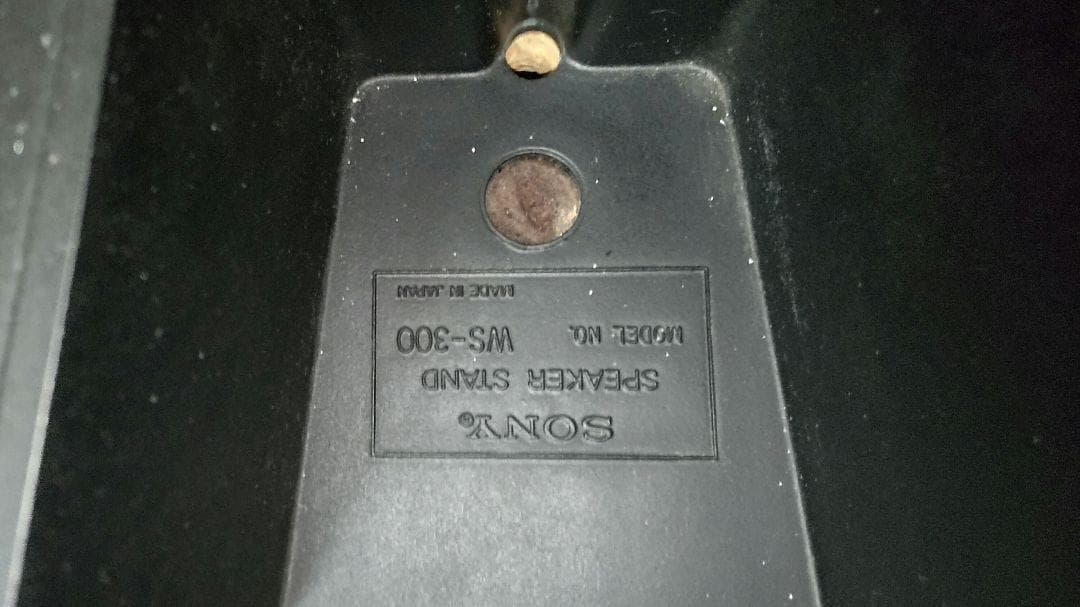 SONY®
SPEAKER STAND
MODEL NO. WS-300
MADE IN JAPAN